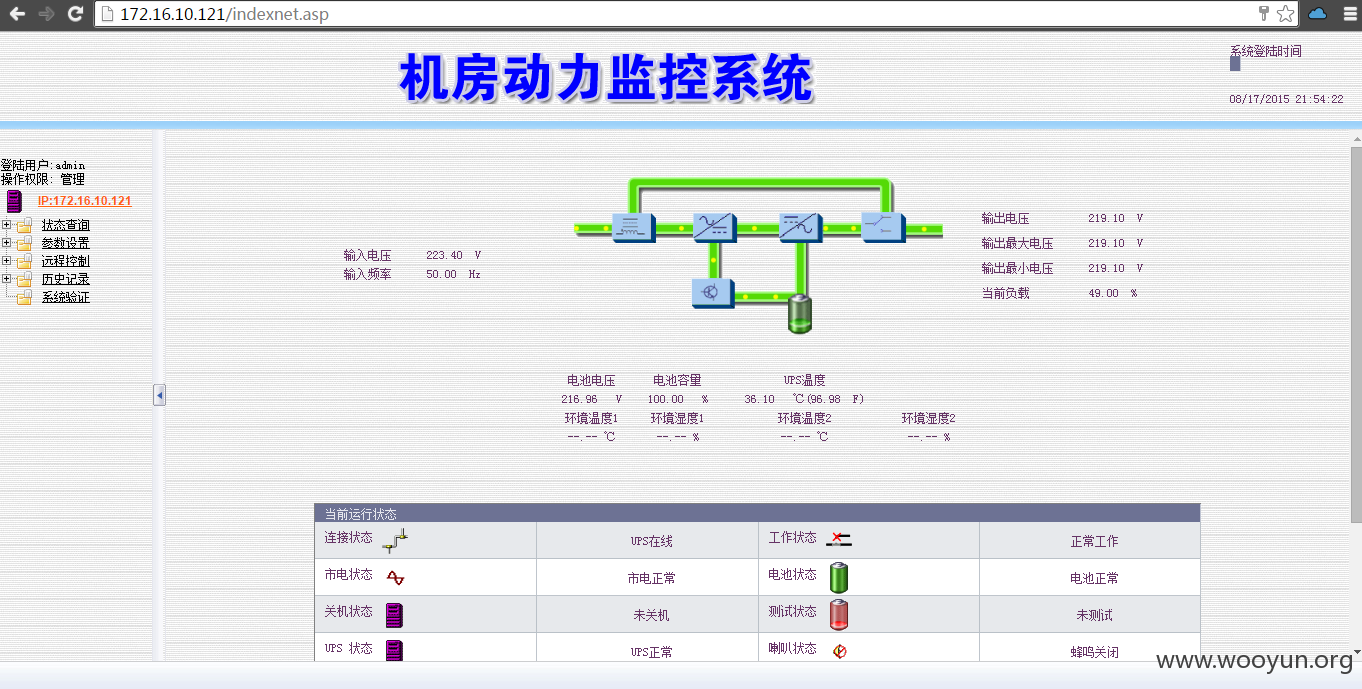 172.16.10.121/indexnet.asp
机房动力监控系统
系统登陆时间
08/17/2015 21:54:22
登陆用户:admin
操作权限: 管理
IP:172.16.10.121
状态查询
参数设置
远程控制
历史记录
系统验证
输入电压 223.40 V
输入频率 50.00 Hz
输出电压 219.10 V
输出最大电压 219.10 V
输出最小电压 219.10 V
当前负载 49.00 %
电池电压 电池容量 UPS温度
216.96 V 100.00 % 36.10 ℃(96.98 F)
环境温度1 环境湿度1 环境温度2 环境湿度2
--.-- ℃ --.-- % --.-- ℃ --.-- %
当前运行状态
连接状态 UPS在线 工作状态 正常工作
市电状态 市电正常 电池状态 电池正常
关机状态 未关机 测试状态 未测试
UPS 状态 UPS正常 喇叭状态 蜂鸣关闭
www.wooyun.org